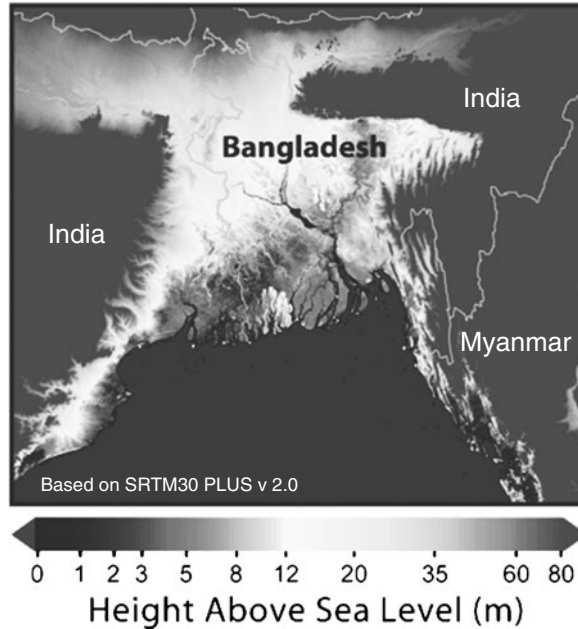 India
Bangladesh
India
Myanmar
Based on SRTM30 PLUS v 2.0
0 1 2 3 5 8 12 20 35 60 80
Height Above Sea Level (m)